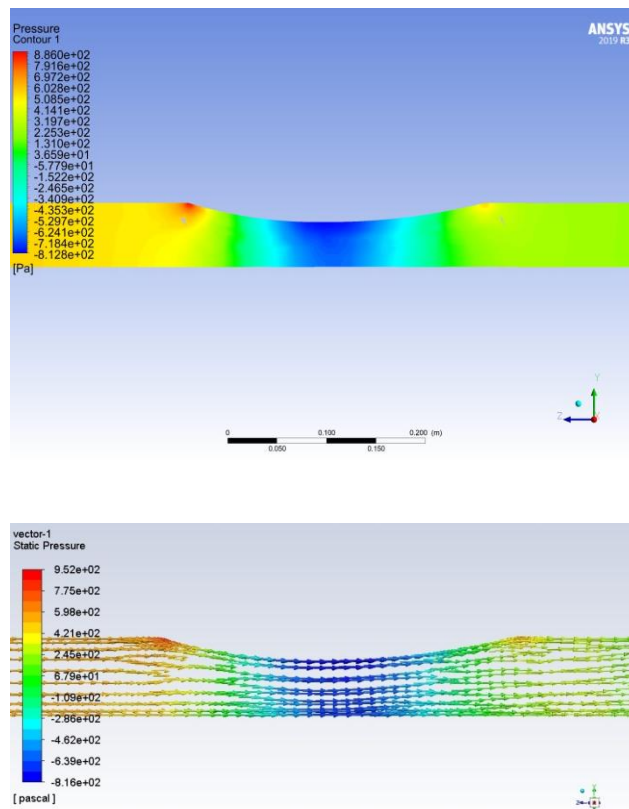 Pressure
Contour 1
8.860e+02
7.916e+02
6.972e+02
6.028e+02
5.085e+02
4.141e+02
3.197e+02
2.253e+02
1.310e+02
3.659e+01
-5.779e+01
-1.522e+02
-2.465e+02
-3.409e+02
-4.353e+02
-5.297e+02
-6.241e+02
-7.184e+02
-8.128e+02
[Pa]
ANSYS
2019 R3
Y
Z
0 0.100 0.200 (m)
0.050 0.150
vector-1
Static Pressure
9.52e+02
7.75e+02
5.98e+02
4.21e+02
2.45e+02
6.79e+01
-1.09e+02
-2.86e+02
-4.62e+02
-6.39e+02
-8.16e+02
[ pascal ]